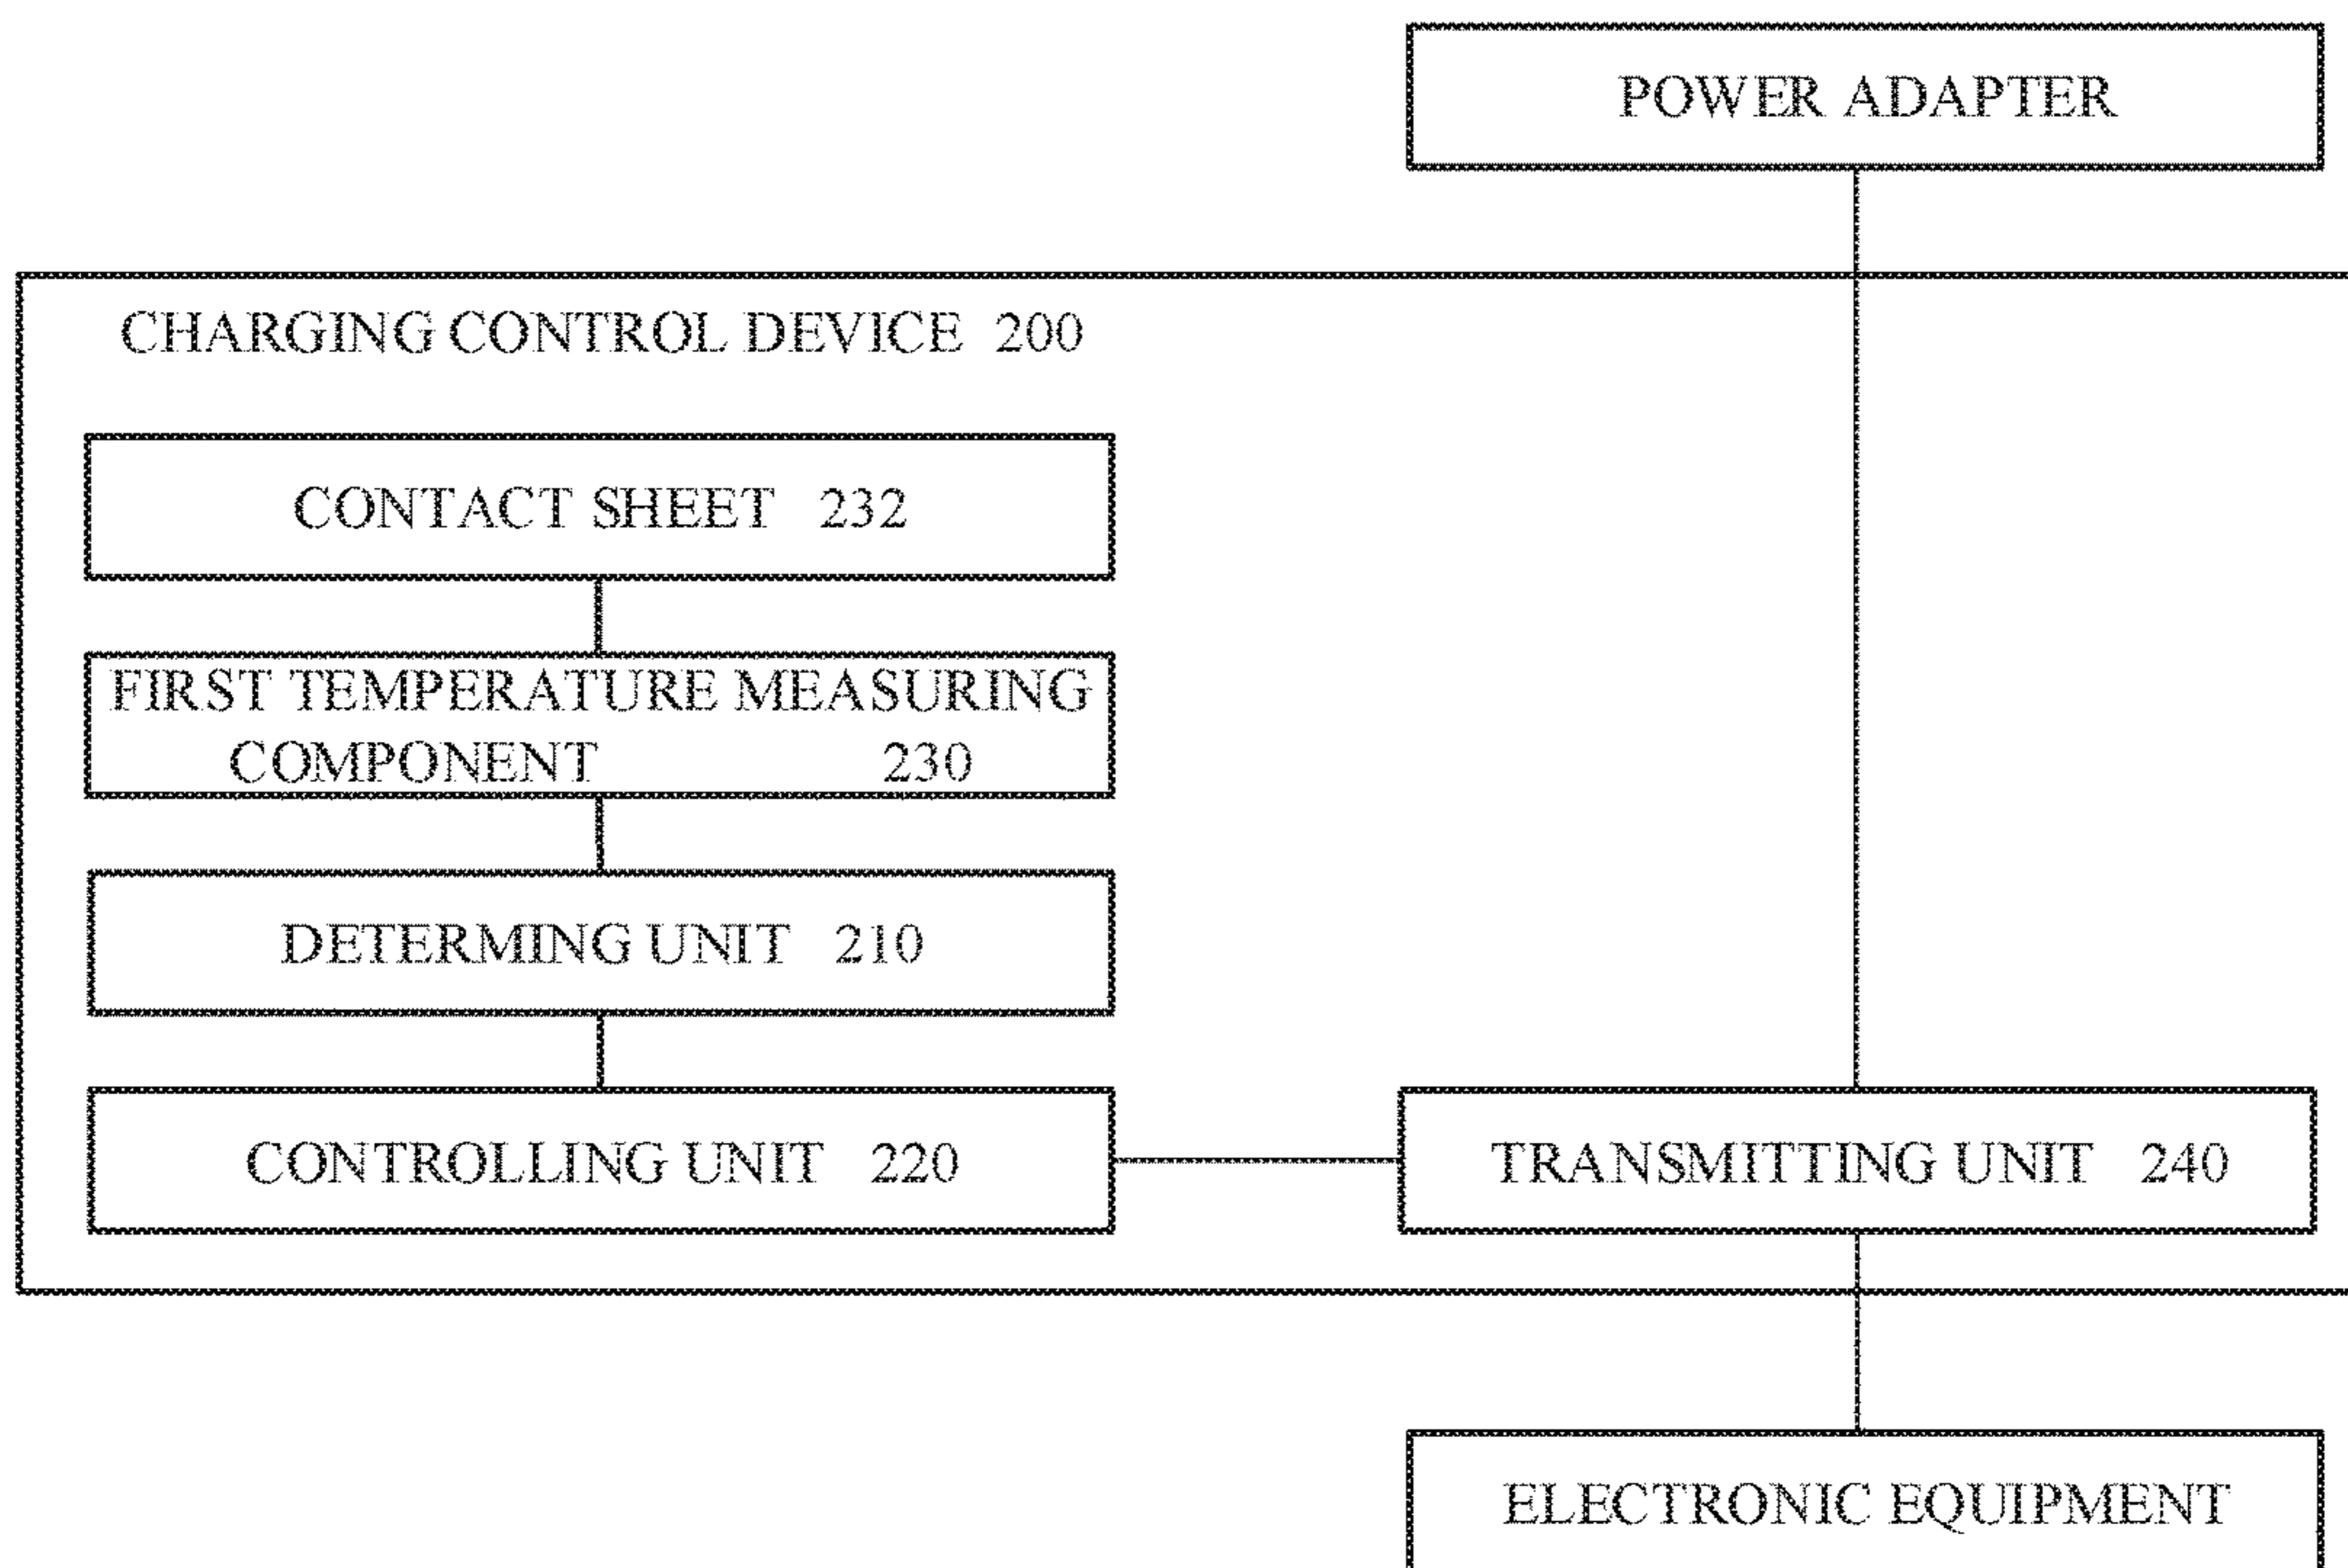 POWER ADAPTER
CHARGING CONTROL DEVICE 200
CONTACT SHEET 232
FIRST TEMPERATURE MEASURING
COMPONENT 230
DETERMING UNIT 210
CONTROLLING UNIT 220
TRANSMITTING UNIT 240
ELECTRONIC EQUIPMENT